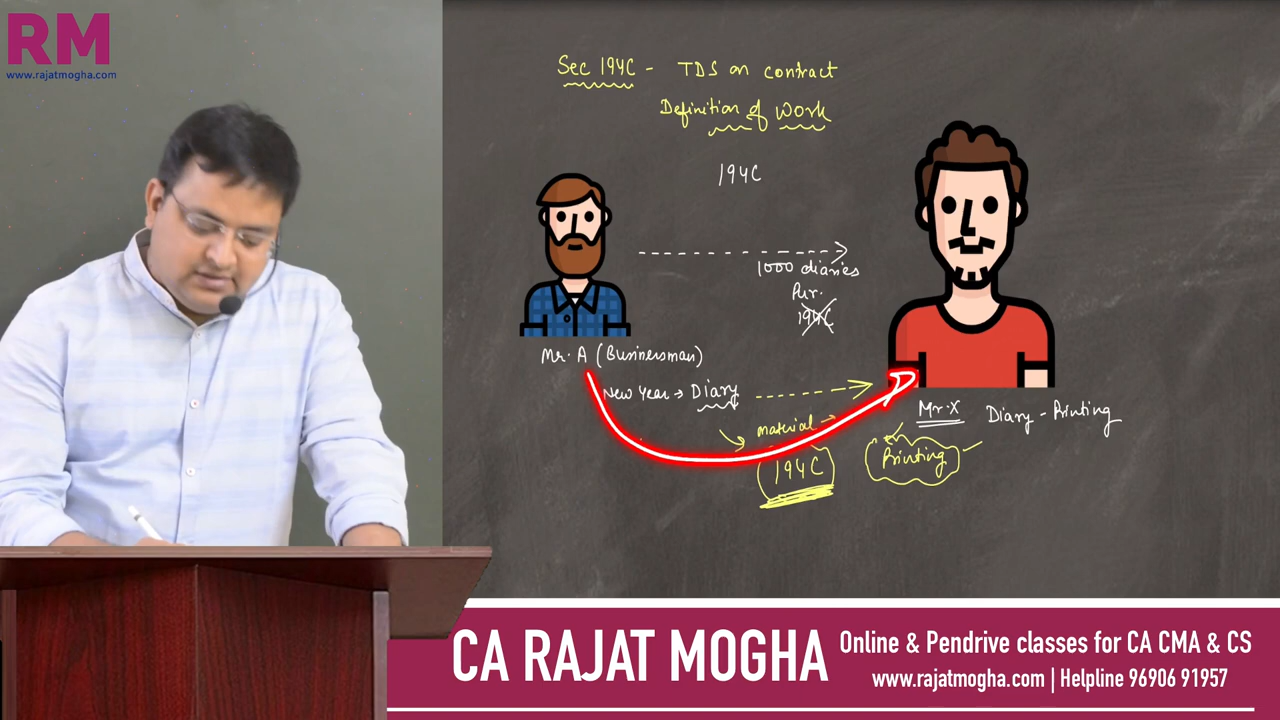 RM
www.rajatmogha.com
Sec 194C - TDS on contract
Definition of Work
194C
1000 diaries
Pur.
194C
Mr. A (Businessman)
New Year → Diary
material →
194C
Mr. X
Diary - Printing
Printing
CA RAJAT MOGHA
Online & Pendrive classes for CA CMA & CS
www.rajatmogha.com | Helpline 96906 91957